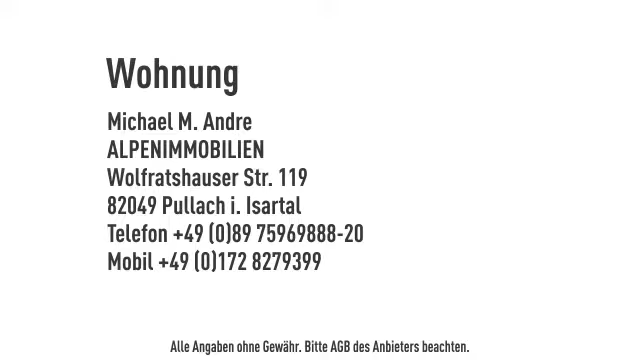 Wohnung
Michael M. Andre
ALPENIMMOBILIEN
Wolfratshauser Str. 119
82049 Pullach i. Isartal
Telefon +49 (0)89 75969888-20
Mobil +49 (0)172 8279399
Alle Angaben ohne Gewähr. Bitte AGB des Anbieters beachten.